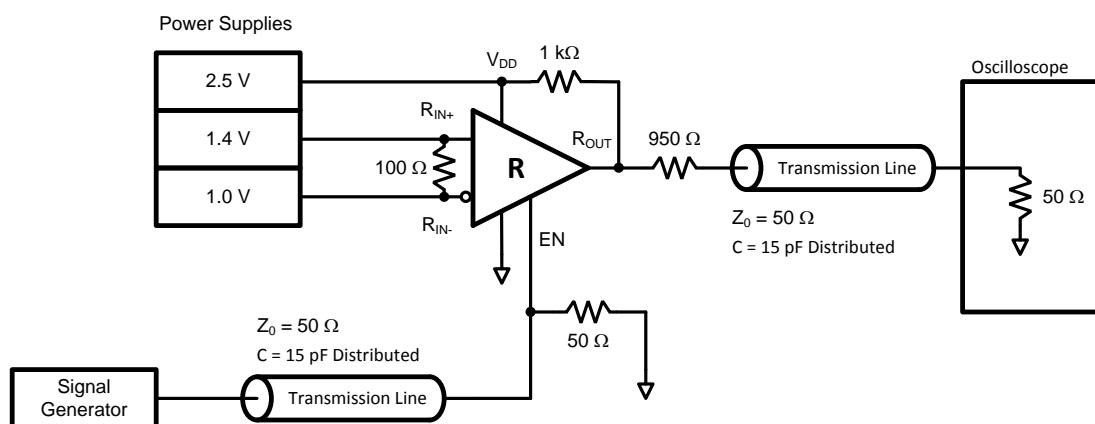 Power Supplies
2.5 V
1.4 V
1.0 V
V_DD
1 kΩ
R_IN+
100 Ω
R_IN-
R
R_OUT
EN
950 Ω
Transmission Line
Z_0 = 50 Ω
C = 15 pF Distributed
Oscilloscope
50 Ω
50 Ω
Z_0 = 50 Ω
C = 15 pF Distributed
Transmission Line
Signal
Generator